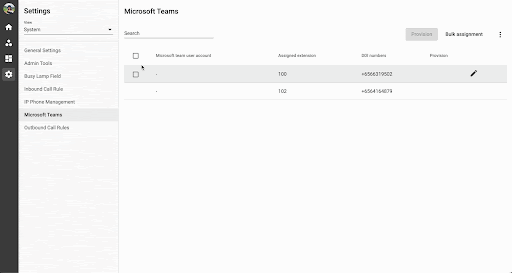 Settings
Role
System
General Settings
Admin Tools
Busy Lamp Field
Inbound Call Rule
IP Phone Management
Microsoft Teams
Outbound Call Rules
Microsoft Teams
Search
Provision
Bulk assignment
Microsoft team user account Assigned extension DDI numbers Provision
- 100 +6566319502
- 102 +6564164879